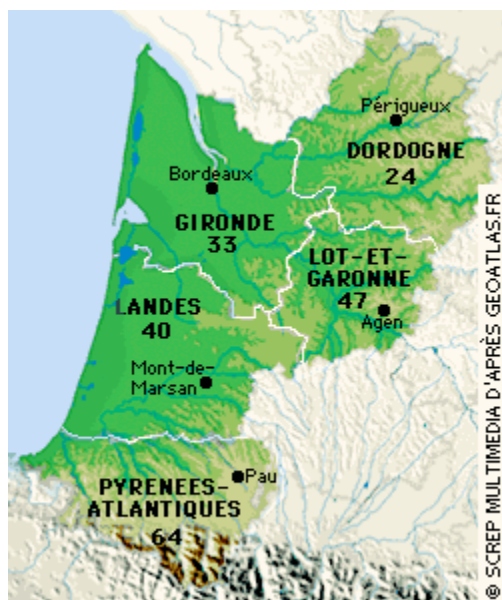 Périgueux
DORDOGNE
24
Bordeaux
GIRONDE
33
LOT-ET-
GARONNE
47
Agen
LANDES
40
Mont-de-
Marsan
Pau
PYRENEES-
ATLANTIQUES
64
© SCREP MULTIMEDIA D'APRÈS GEOATLAS.FR